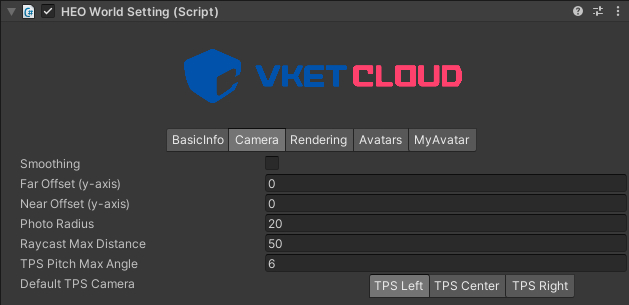 HEO World Setting (Script)
VKET CLOUD
BasicInfo Camera Rendering Avatars MyAvatar
Smoothing
Far Offset (y-axis) 0
Near Offset (y-axis) 0
Photo Radius 20
Raycast Max Distance 50
TPS Pitch Max Angle 6
Default TPS Camera TPS Left TPS Center TPS Right